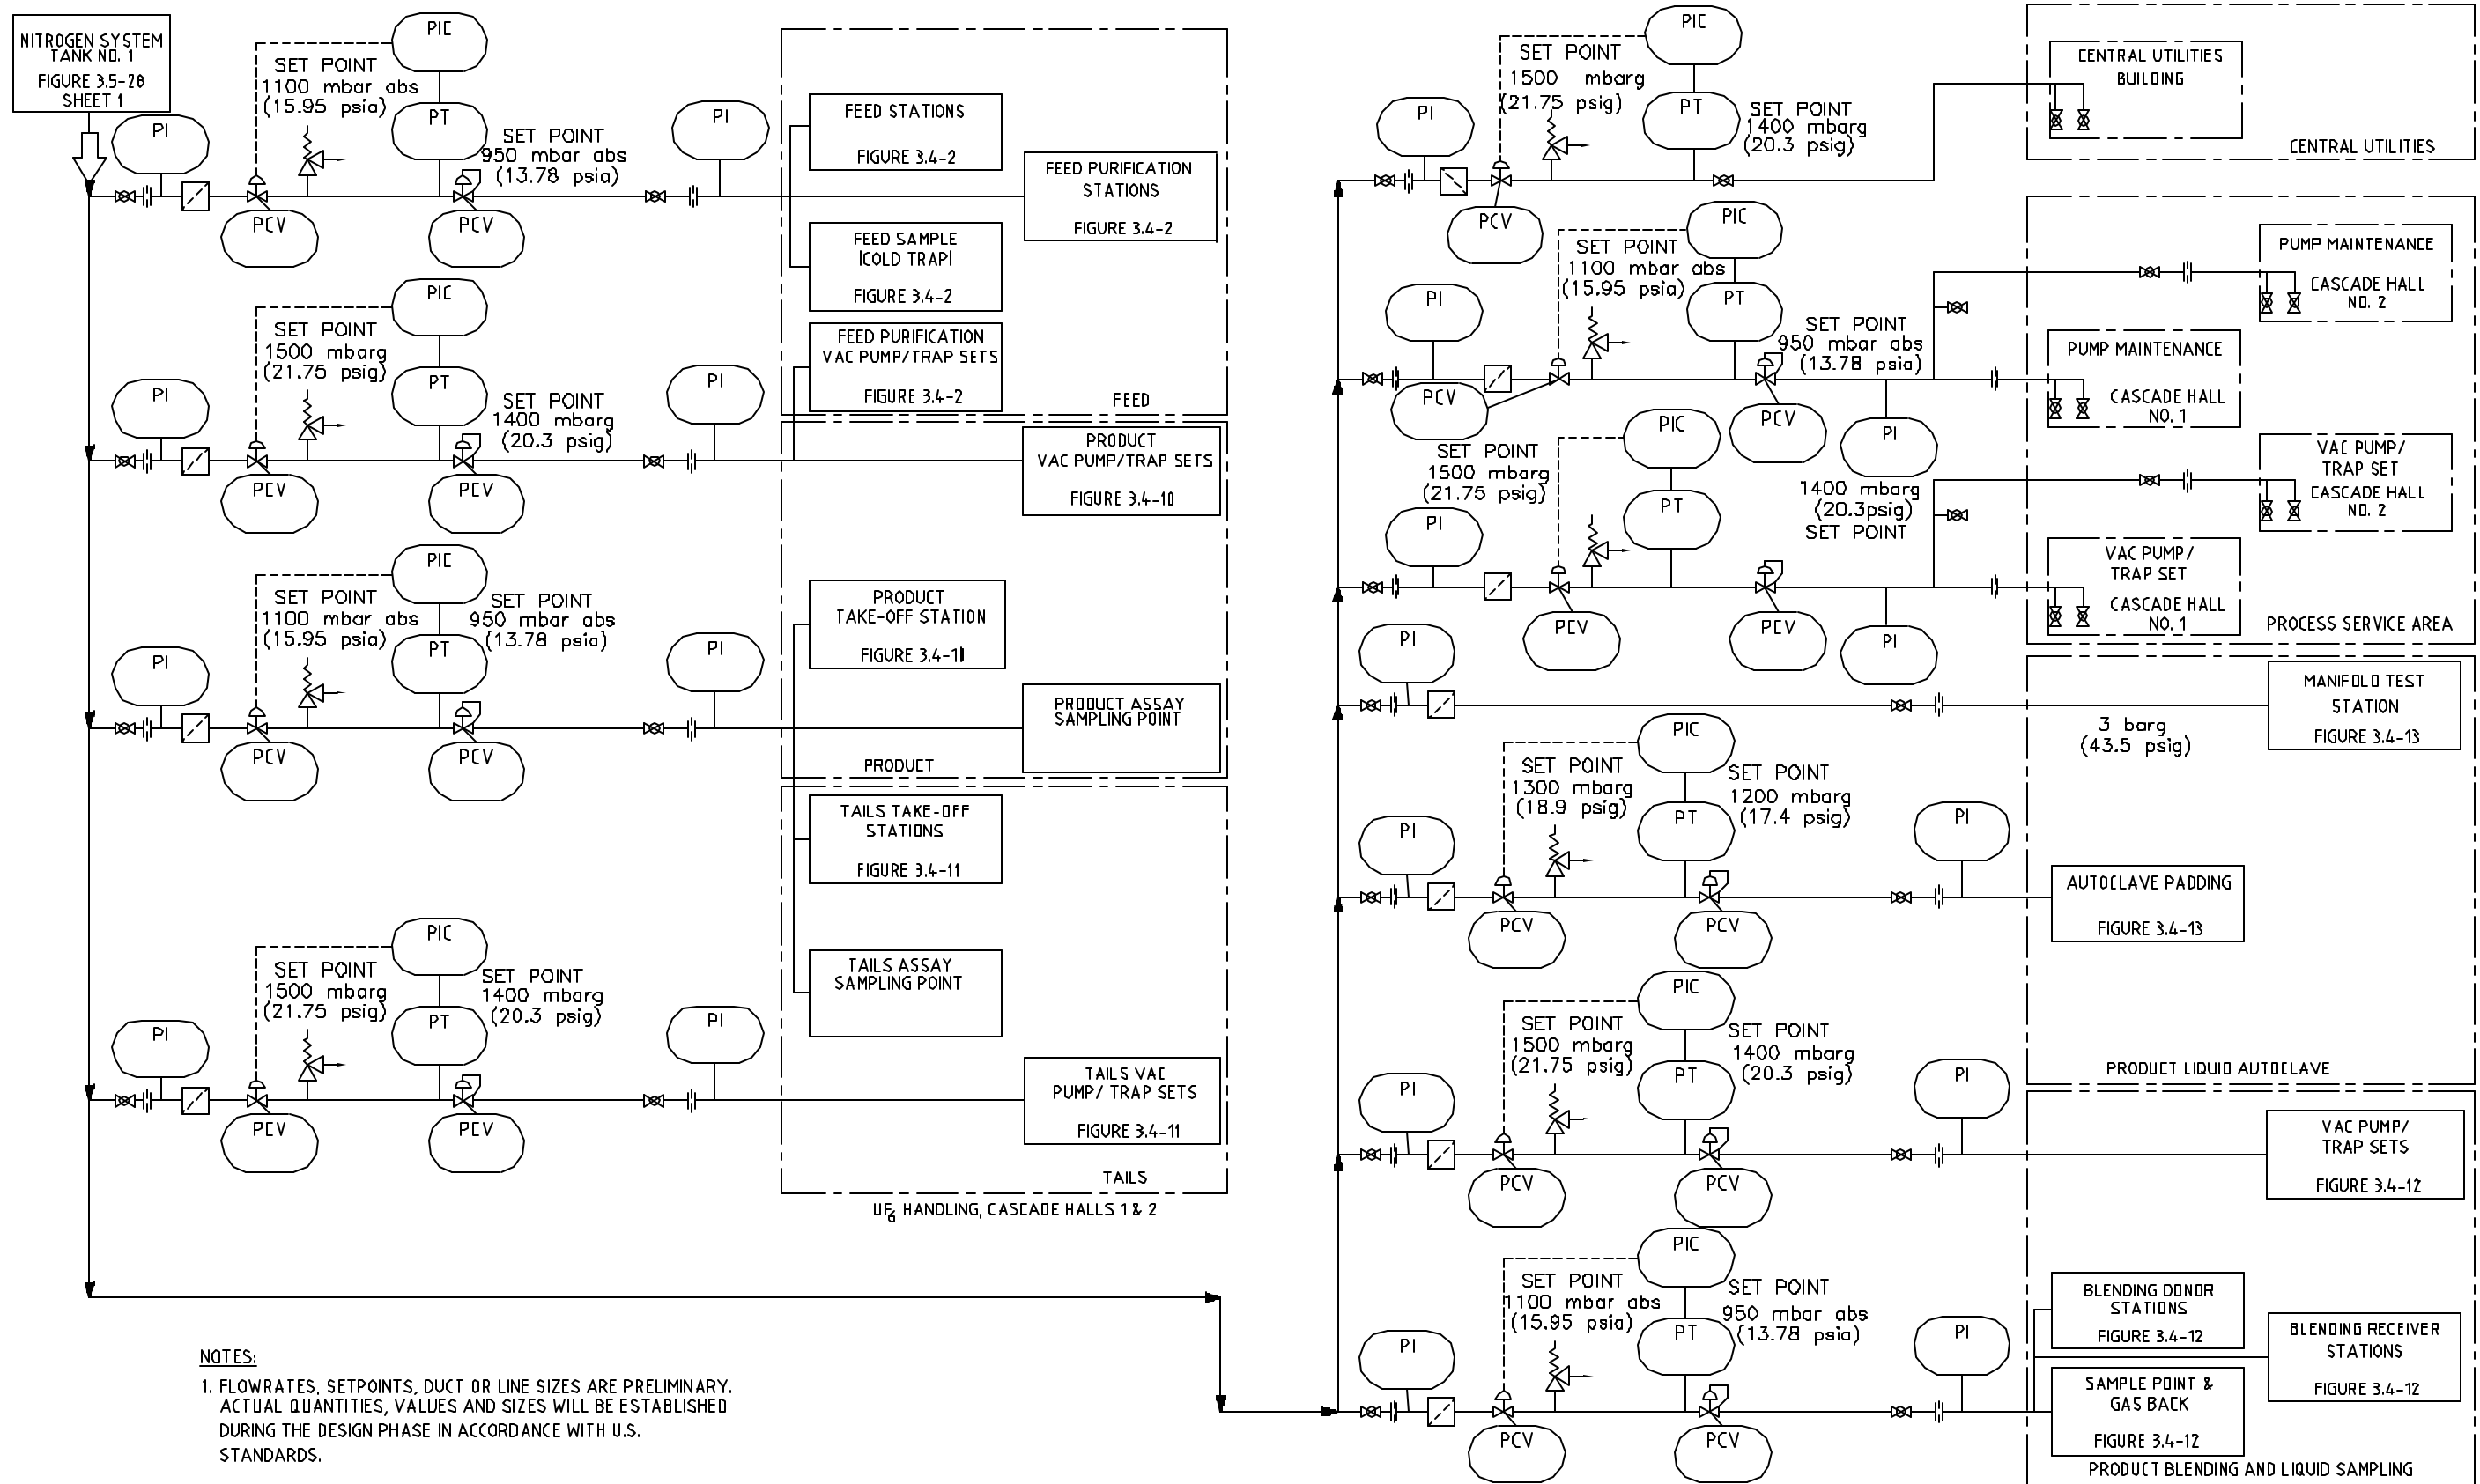 NITROGEN SYSTEM
TANK NO. 1
FIGURE 3.5-28
SHEET 1
PI
SET POINT
1100 mbar abs
(15.95 psia)
PIC
PT
SET POINT
950 mbar abs
(13.78 psia)
PI
PCV
PCV
FEED STATIONS
FIGURE 3.4-2
FEED PURIFICATION
STATIONS
FIGURE 3.4-2
FEED SAMPLE
(COLD TRAP)
FIGURE 3.4-2
FEED PURIFICATION
VAC PUMP/TRAP SETS
FIGURE 3.4-2
FEED
PI
SET POINT
1500 mbarg
(21.75 psig)
PIC
PT
SET POINT
1400 mbarg
(20.3 psig)
PI
PCV
PCV
PRODUCT
VAC PUMP/TRAP SETS
FIGURE 3.4-10
PI
SET POINT
1100 mbar abs
(15.95 psia)
PIC
PT
SET POINT
950 mbar abs
(13.78 psia)
PI
PCV
PCV
PRODUCT
TAKE-OFF STATION
FIGURE 3.4-11
PRODUCT ASSAY
SAMPLING POINT
PRODUCT
TAILS TAKE-OFF
STATIONS
FIGURE 3.4-11
TAILS ASSAY
SAMPLING POINT
PI
SET POINT
1500 mbarg
(21.75 psig)
PIC
PT
SET POINT
1400 mbarg
(20.3 psig)
PI
PCV
PCV
TAILS VAC
PUMP/ TRAP SETS
FIGURE 3.4-11
TAILS
UF6 HANDLING, CASCADE HALLS 1 & 2
NOTES:
1. FLOWRATES, SETPOINTS, DUCT OR LINE SIZES ARE PRELIMINARY.
ACTUAL QUANTITIES, VALUES AND SIZES WILL BE ESTABLISHED
DURING THE DESIGN PHASE IN ACCORDANCE WITH U.S.
STANDARDS.
PI
SET POINT
1500 mbarg
(21.75 psig)
PIC
PT
SET POINT
1400 mbarg
(20.3 psig)
PCV
CENTRAL UTILITIES
BUILDING
CENTRAL UTILITIES
PI
SET POINT
1100 mbar abs
(15.95 psia)
PIC
PT
SET POINT
950 mbar abs
(13.78 psia)
PCV
PCV
PI
PUMP MAINTENANCE
CASCADE HALL
NO. 2
PUMP MAINTENANCE
CASCADE HALL
NO. 1
PI
SET POINT
1500 mbarg
(21.75 psig)
PIC
PT
1400 mbarg
(20.3psig)
SET POINT
PCV
PCV
PI
VAC PUMP/
TRAP SET
CASCADE HALL
NO. 2
VAC PUMP/
TRAP SET
CASCADE HALL
NO. 1
PROCESS SERVICE AREA
PI
3 barg
(43.5 psig)
MANIFOLD TEST
STATION
FIGURE 3.4-13
PI
SET POINT
1300 mbarg
(18.9 psig)
PIC
PT
SET POINT
1200 mbarg
(17.4 psig)
PI
PCV
PCV
AUTOCLAVE PADDING
FIGURE 3.4-13
PRODUCT LIQUID AUTOCLAVE
PI
SET POINT
1500 mbarg
(21.75 psig)
PIC
PT
SET POINT
1400 mbarg
(20.3 psig)
PI
PCV
PCV
VAC PUMP/
TRAP SETS
FIGURE 3.4-12
PI
SET POINT
1100 mbar abs
(15.95 psia)
PIC
PT
SET POINT
950 mbar abs
(13.78 psia)
PI
PCV
PCV
BLENDING DONOR
STATIONS
FIGURE 3.4-12
BLENDING RECEIVER
STATIONS
FIGURE 3.4-12
SAMPLE POINT &
GAS BACK
FIGURE 3.4-12
PRODUCT BLENDING AND LIQUID SAMPLING